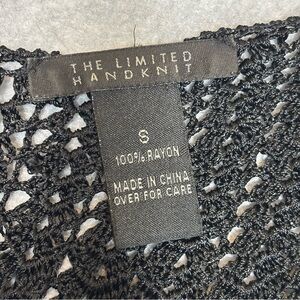 THE LIMITED
HANDKNIT
S
100% RAYON
MADE IN CHINA
OVER FOR CARE